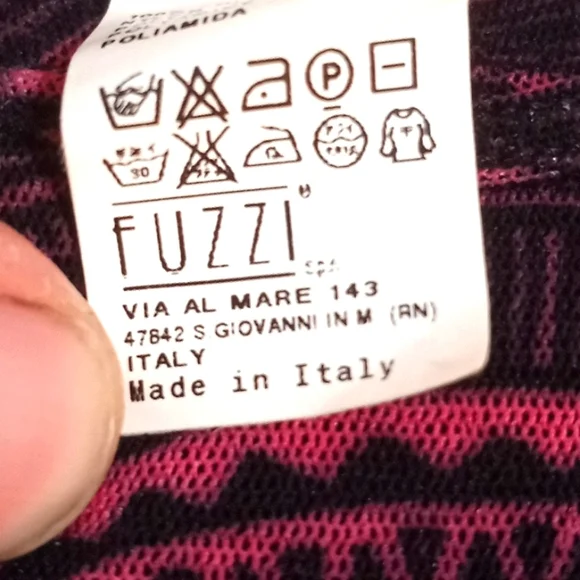 POLIAMIDA
P
30
FUZZI
SpA
VIA AL MARE 143
47842 S GIOVANNI IN M (RN)
ITALY
Made in Italy